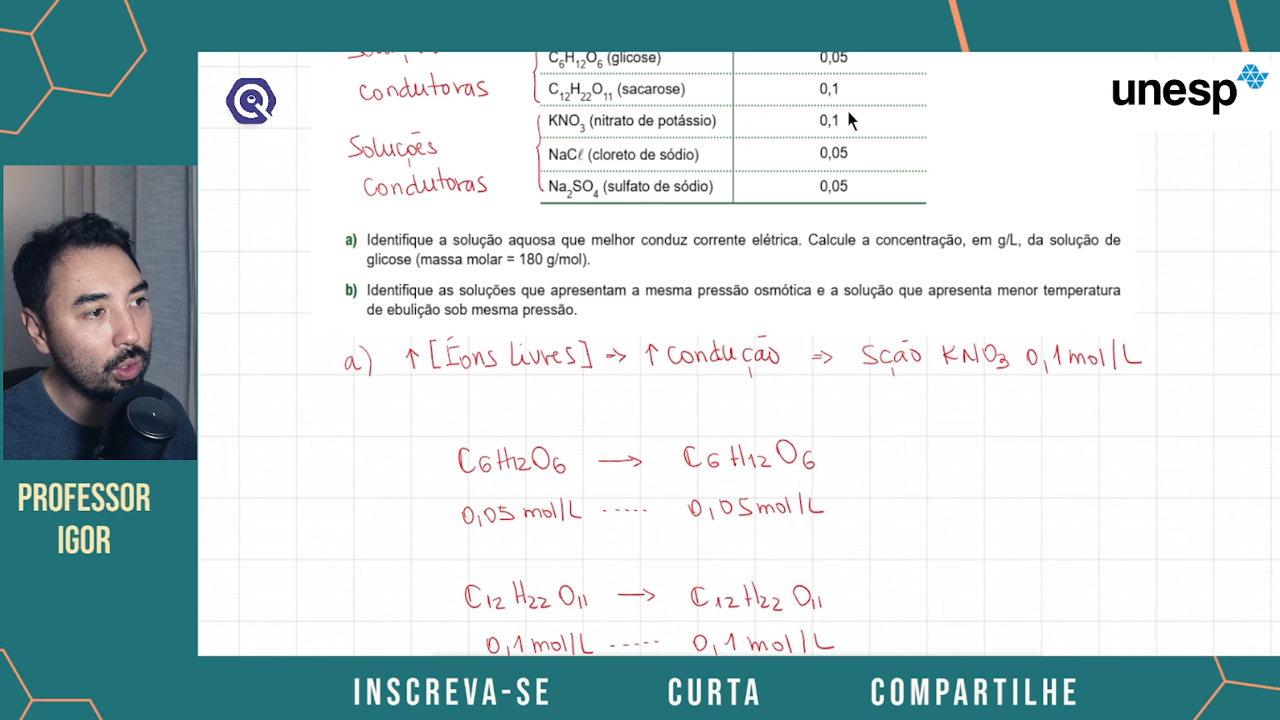 unesp
C6H12O6 (glicose) 0,05
condutoras
C12H22O11 (sacarose) 0,1
KNO3 (nitrato de potássio) 0,1
Soluções
NaCℓ (cloreto de sódio) 0,05
condutoras
Na2SO4 (sulfato de sódio) 0,05
a) Identifique a solução aquosa que melhor conduz corrente elétrica. Calcule a concentração, em g/L, da solução de
glicose (massa molar = 180 g/mol).
b) Identifique as soluções que apresentam a mesma pressão osmótica e a solução que apresenta menor temperatura
de ebulição sob mesma pressão.
a) ↑ [Íons Livres] => ↑ Condução => Sção KNO3 0,1 mol/L
C6H12O6 → C6H12O6
0,05 mol/L ..... 0,05 mol/L
C12H22O11 → C12H22O11
0,1 mol/L ..... 0,1 mol/L
PROFESSOR
IGOR
INSCREVA-SE CURTA COMPARTILHE